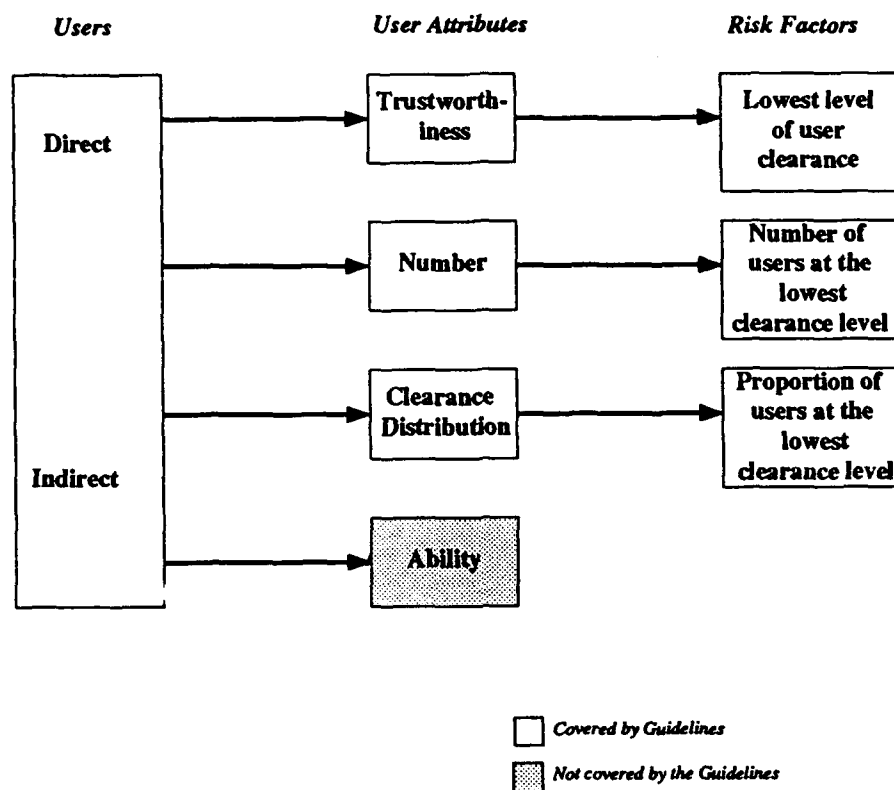 Users
User Attributes
Risk Factors
Direct
Indirect
Trustworth-
iness
Lowest level
of user
clearance
Number
Number of
users at the
lowest
clearance level
Clearance
Distribution
Proportion of
users at the
lowest
clearance level
Ability
Covered by Guidelines
Not covered by the Guidelines